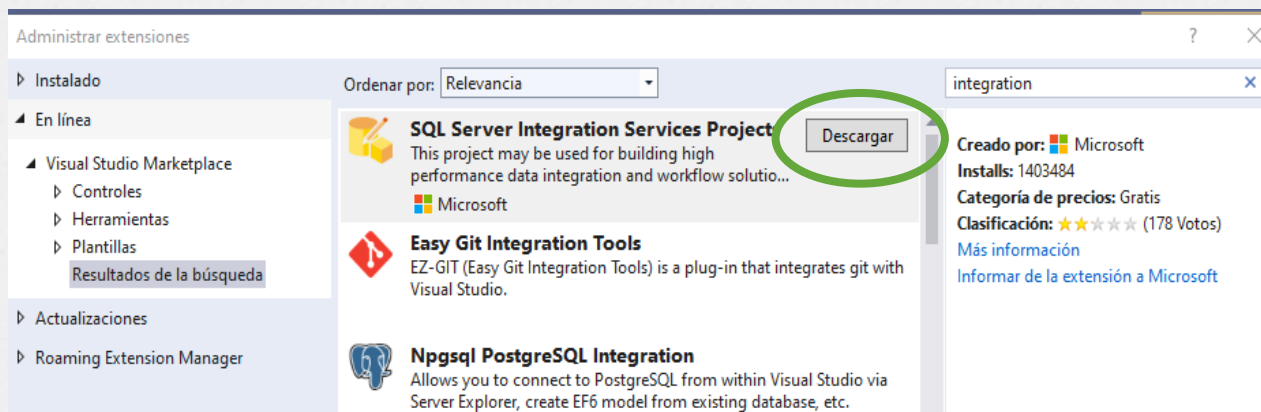 Administrar extensiones
?
Instalado
En línea
Visual Studio Marketplace
Controles
Herramientas
Plantillas
Resultados de la búsqueda
Actualizaciones
Roaming Extension Manager
Ordenar por: Relevancia
SQL Server Integration Services Project
This project may be used for building high
performance data integration and workflow solutio...
Microsoft
Descargar
Easy Git Integration Tools
EZ-GIT (Easy Git Integration Tools) is a plug-in that integrates git with
Visual Studio.
Npgsql PostgreSQL Integration
Allows you to connect to PostgreSQL from within Visual Studio via
Server Explorer, create EF6 model from existing database, etc.
integration
Creado por: Microsoft
Installs: 1403484
Categoría de precios: Gratis
Clasificación: (178 Votos)
Más información
Informar de la extensión a Microsoft